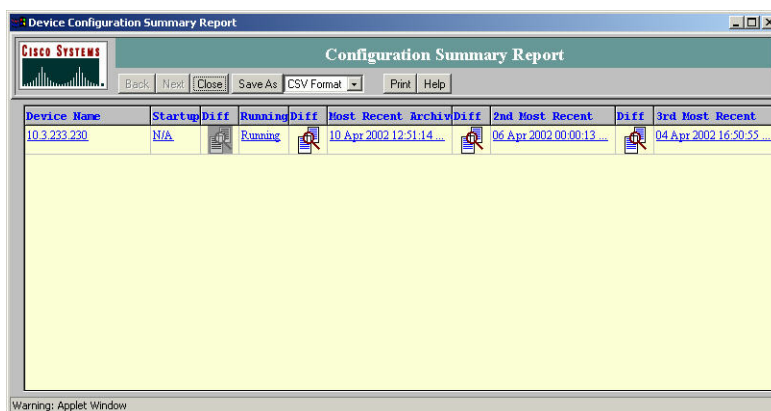 Device Configuration Summary Report
CISCO SYSTEMS
Configuration Summary Report
Back Next Close Save As CSV Format Print Help
Device Name Startup Diff Running Diff Most Recent Archiv Diff 2nd Most Recent Diff 3rd Most Recent
10.3.233.230 N/A Running 10 Apr 2002 12:51:14 ... 06 Apr 2002 00:00:13 ... 04 Apr 2002 16:50:55 ...
Warning: Applet Window